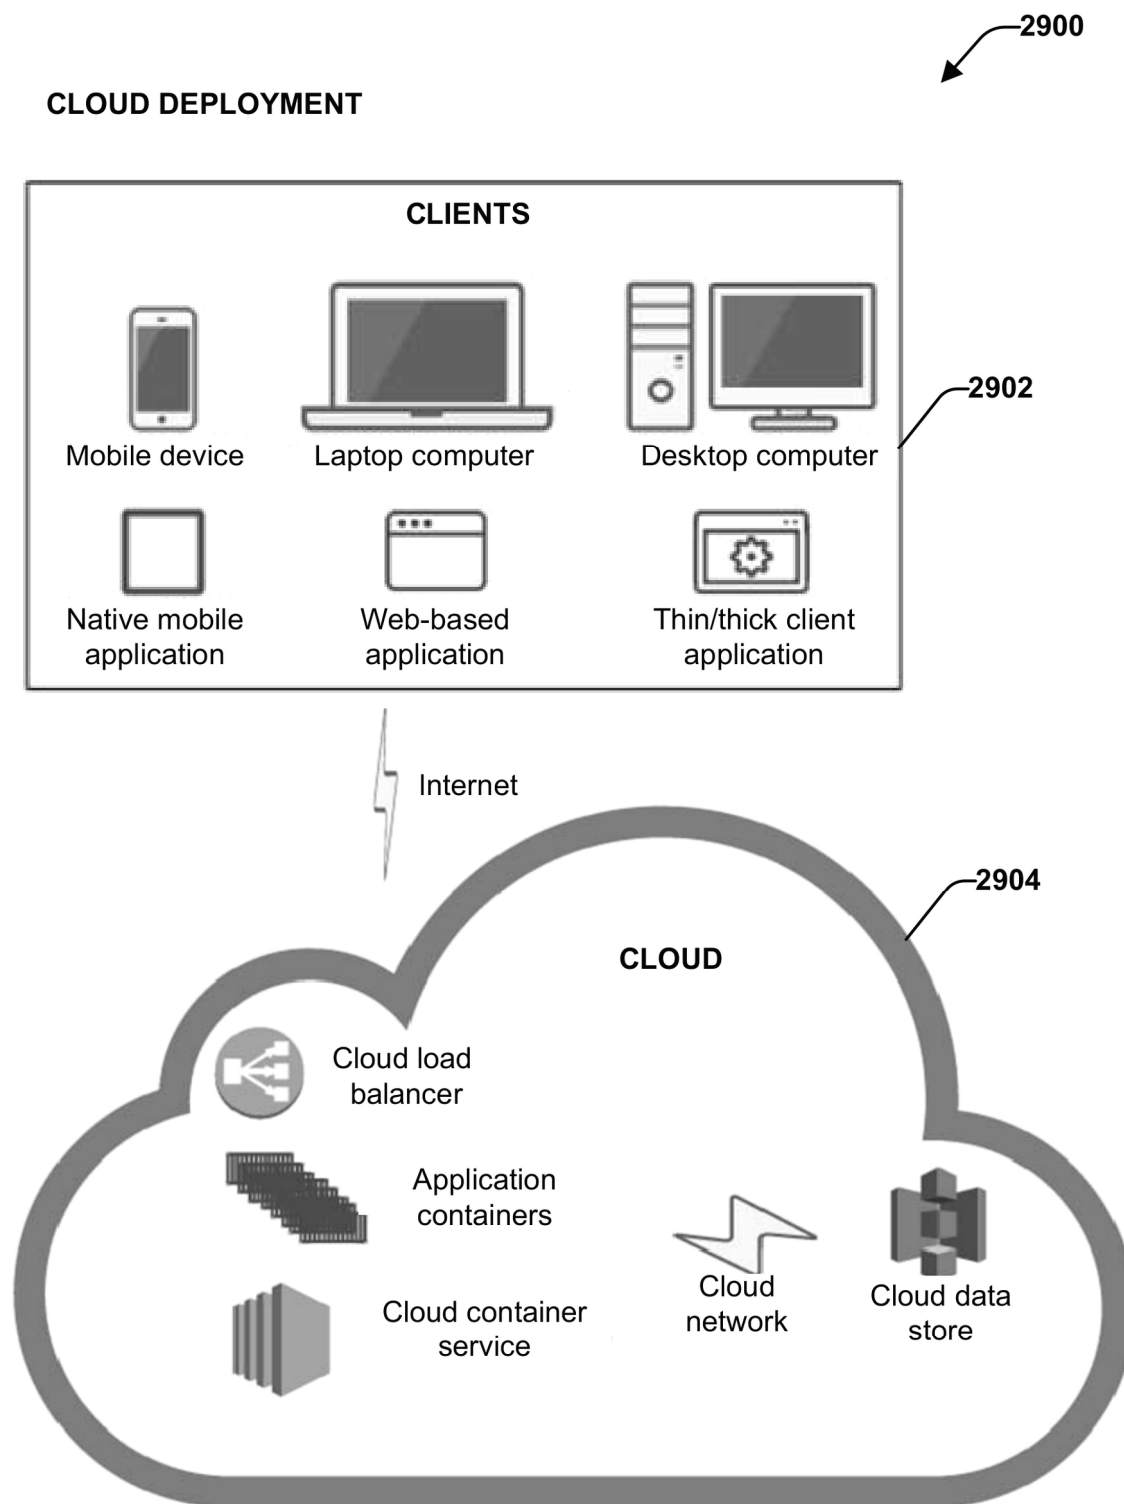 2900
CLOUD DEPLOYMENT
CLIENTS
2902
Mobile device
Laptop computer
Desktop computer
Native mobile
application
Web-based
application
Thin/thick client
application
Internet
2904
CLOUD
Cloud load
balancer
Application
containers
Cloud container
service
Cloud
network
Cloud data
store